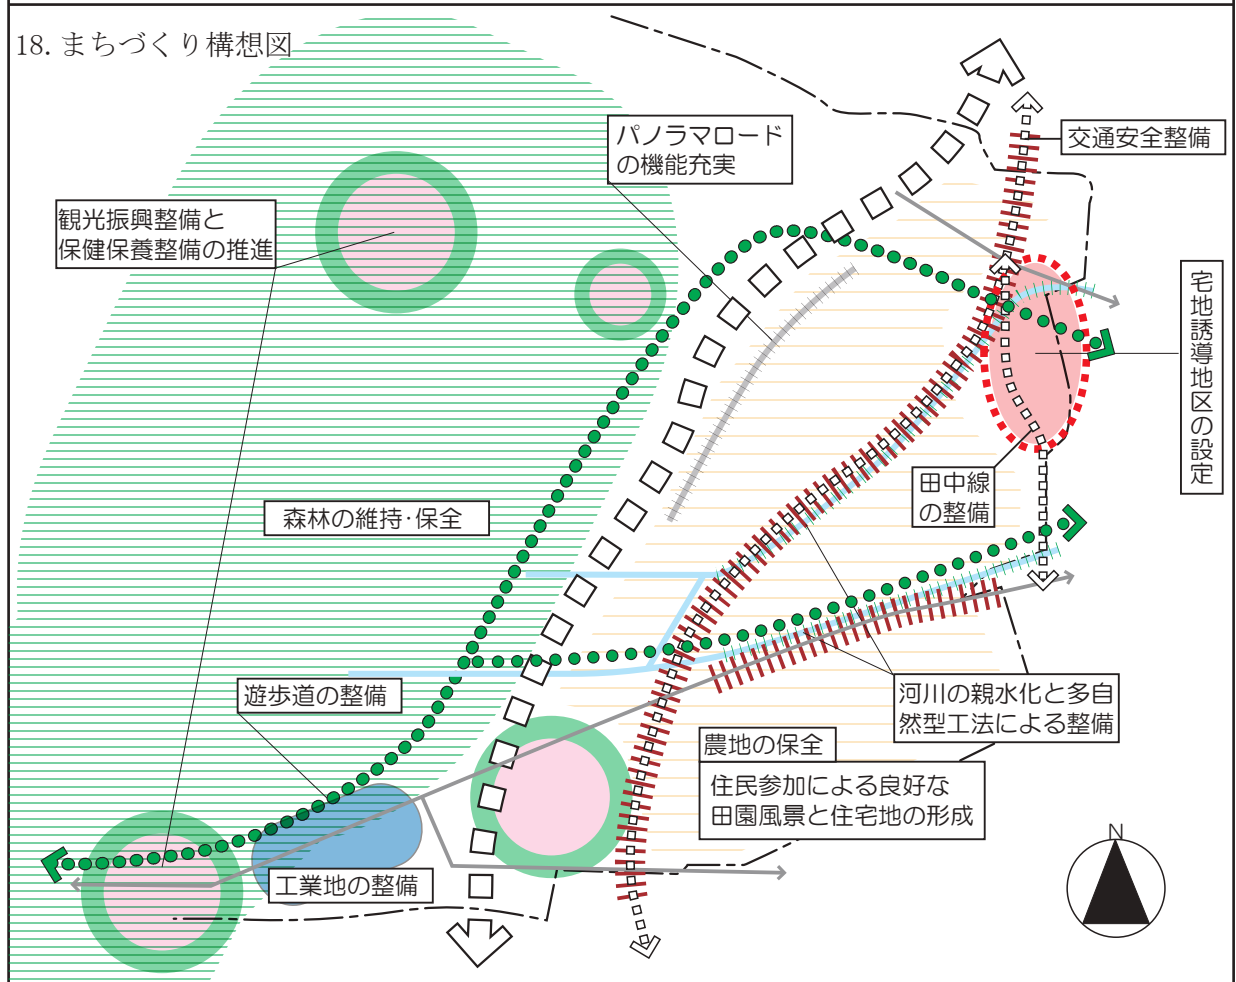 18. まちづくり構想図
パノラマロード
の機能充実
交通安全整備
観光振興整備と
保健保養整備の推進
宅地誘導地区の設定
田中線
の整備
森林の維持・保全
遊歩道の整備
河川の親水化と多自
然型工法による整備
農地の保全
住民参加による良好な
田園風景と住宅地の形成
工業地の整備
N